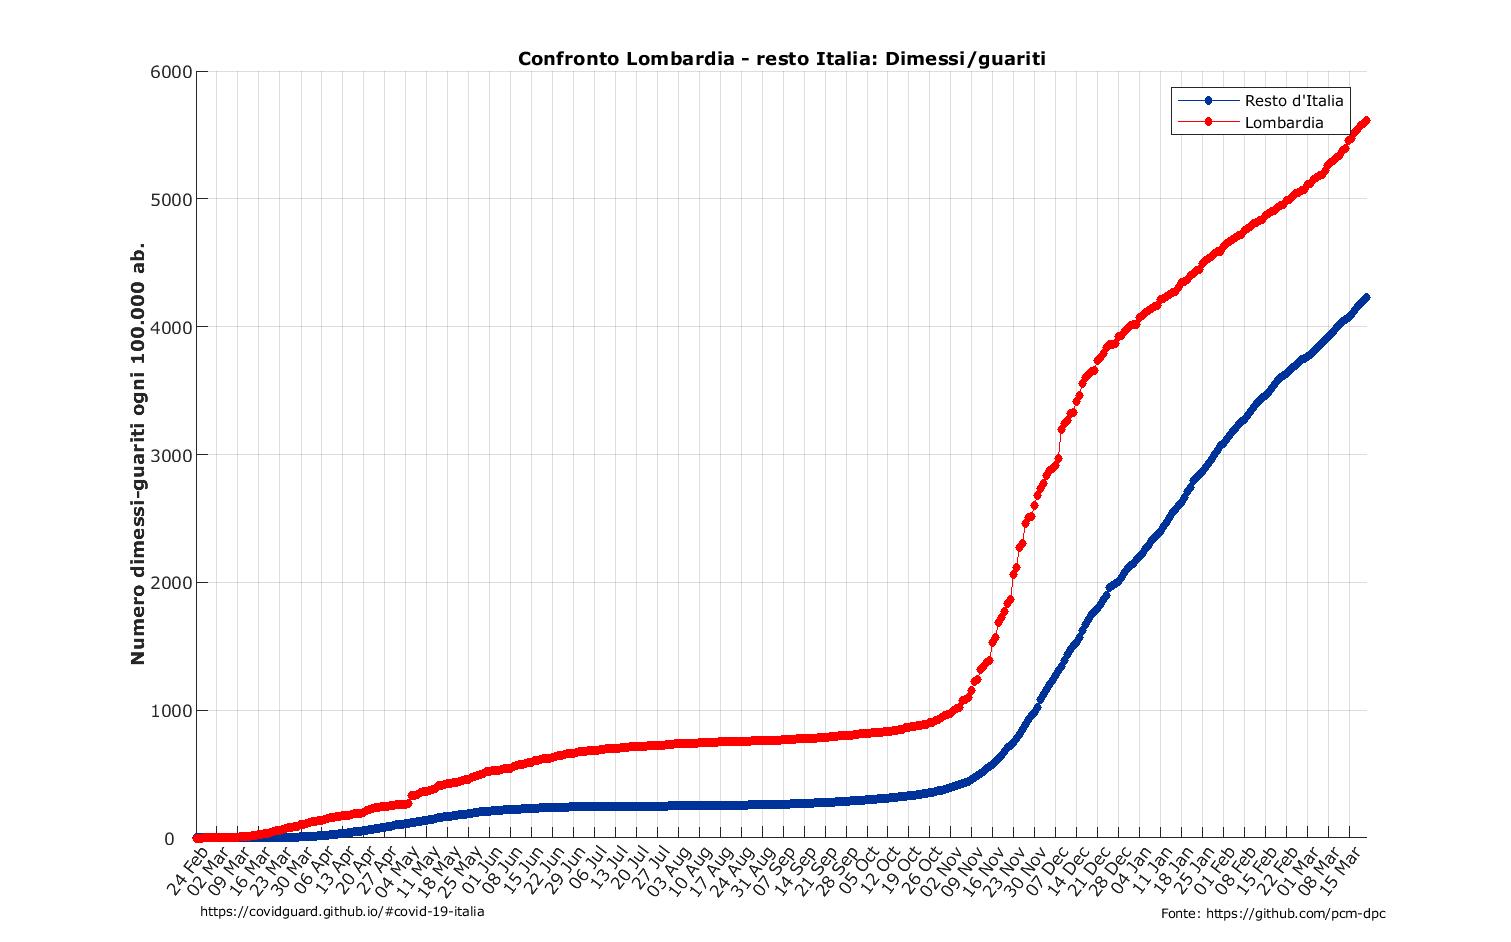 Confronto Lombardia - resto Italia: Dimessi/guariti
Resto d'Italia
Lombardia
Numero dimessi-guariti ogni 100.000 ab.
6000
5000
4000
3000
2000
1000
0
24 Feb
02 Mar
09 Mar
16 Mar
23 Mar
30 Mar
06 Apr
13 Apr
20 Apr
27 Apr
04 May
11 May
18 May
25 May
01 Jun
08 Jun
15 Jun
22 Jun
29 Jun
06 Jul
13 Jul
20 Jul
27 Jul
03 Aug
10 Aug
17 Aug
24 Aug
31 Aug
07 Sep
14 Sep
21 Sep
28 Sep
05 Oct
12 Oct
19 Oct
26 Oct
02 Nov
09 Nov
16 Nov
23 Nov
30 Nov
07 Dec
14 Dec
21 Dec
28 Dec
04 Jan
11 Jan
18 Jan
25 Jan
01 Feb
08 Feb
15 Feb
22 Feb
01 Mar
08 Mar
15 Mar
https://covidguard.github.io/#covid-19-italia
Fonte: https://github.com/pcm-dpc